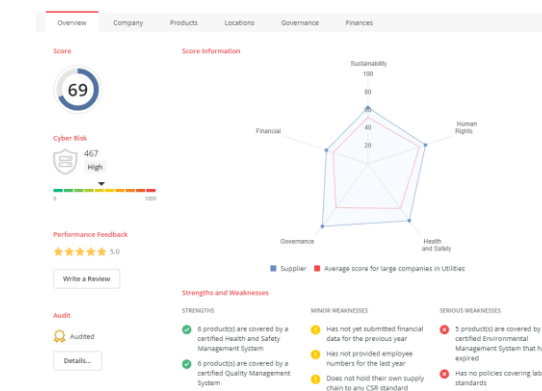 Overview Company Products Locations Governance Finances
Score
69
Cyber Risk
467
High
0 1000
Performance Feedback
5.0
Write a Review
Audit
Audited
Details...
Score Information
Sustainability
100
80
60
40
20
Human
Rights
Health
and Safety
Governance
Financial
Supplier Average score for large companies in Utilities
Strengths and Weaknesses
STRENGTHS
6 product(s) are covered by a
certified Health and Safety
Management System
6 product(s) are covered by a
certified Quality Management
System
MINOR WEAKNESSES
Has not yet submitted financial
data for the previous year
Has not provided employee
numbers for the last year
Does not hold their own supply
chain to any CSR standard
SERIOUS WEAKNESSES
5 product(s) are covered by
certified Environmental
Management System that h
expired
Has no policies covering lab
standards